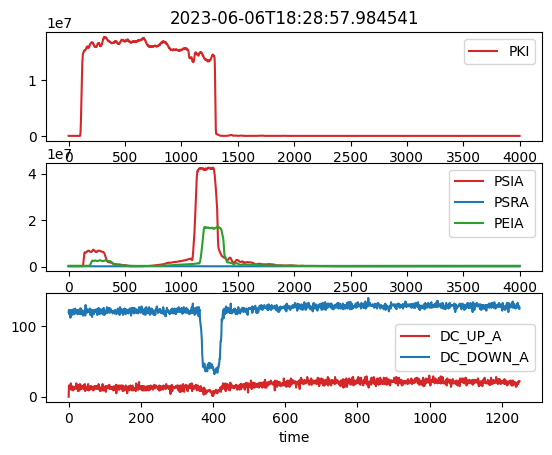 2023-06-06T18:28:57.984541
1e7
PKI
1
0
0 500 1000 1500 2000 2500 3000 3500 4000
1e7
PSIA
PSRA
PEIA
4
2
0
0 500 1000 1500 2000 2500 3000 3500 4000
DC_UP_A
DC_DOWN_A
100
0
0 200 400 600 800 1000 1200
time